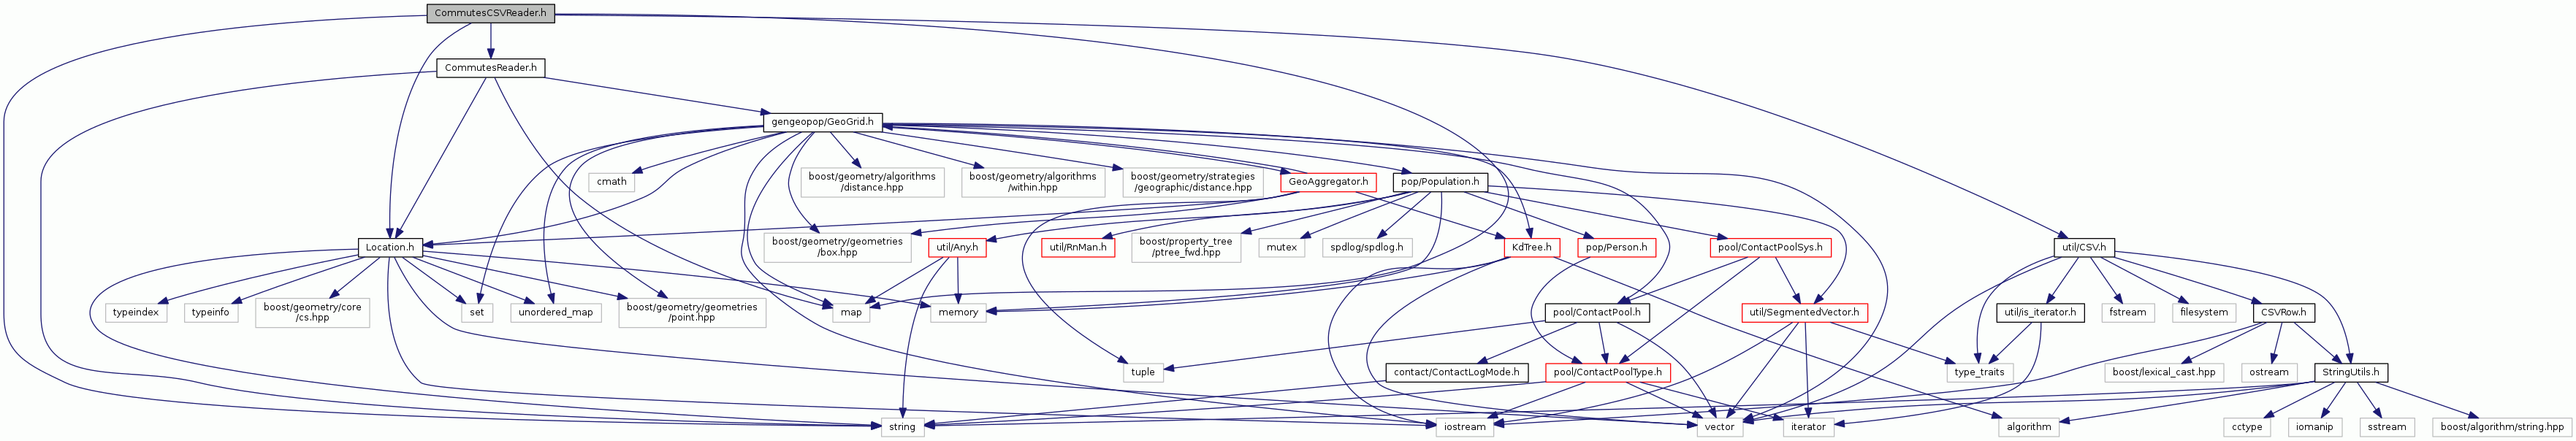 CommutesCSVReader.h
CommutesReader.h
gengeopop/GeoGrid.h
cmath
boost/geometry/algorithms
/distance.hpp
boost/geometry/algorithms
/within.hpp
boost/geometry/strategies
/geographic/distance.hpp
GeoAggregator.h
pop/Population.h
Location.h
boost/geometry/geometries
/box.hpp
util/Any.h
util/RnMan.h
boost/property_tree
/ptree_fwd.hpp
mutex
spdlog/spdlog.h
KdTree.h
pop/Person.h
pool/ContactPoolSys.h
util/CSV.h
typeindex
typeinfo
boost/geometry/core
/cs.hpp
set
unordered_map
boost/geometry/geometries
/point.hpp
map
memory
pool/ContactPool.h
util/SegmentedVector.h
util/is_iterator.h
fstream
filesystem
CSVRow.h
tuple
contact/ContactLogMode.h
pool/ContactPoolType.h
type_traits
boost/lexical_cast.hpp
ostream
StringUtils.h
string
iostream
vector
iterator
algorithm
cctype
iomanip
sstream
boost/algorithm/string.hpp